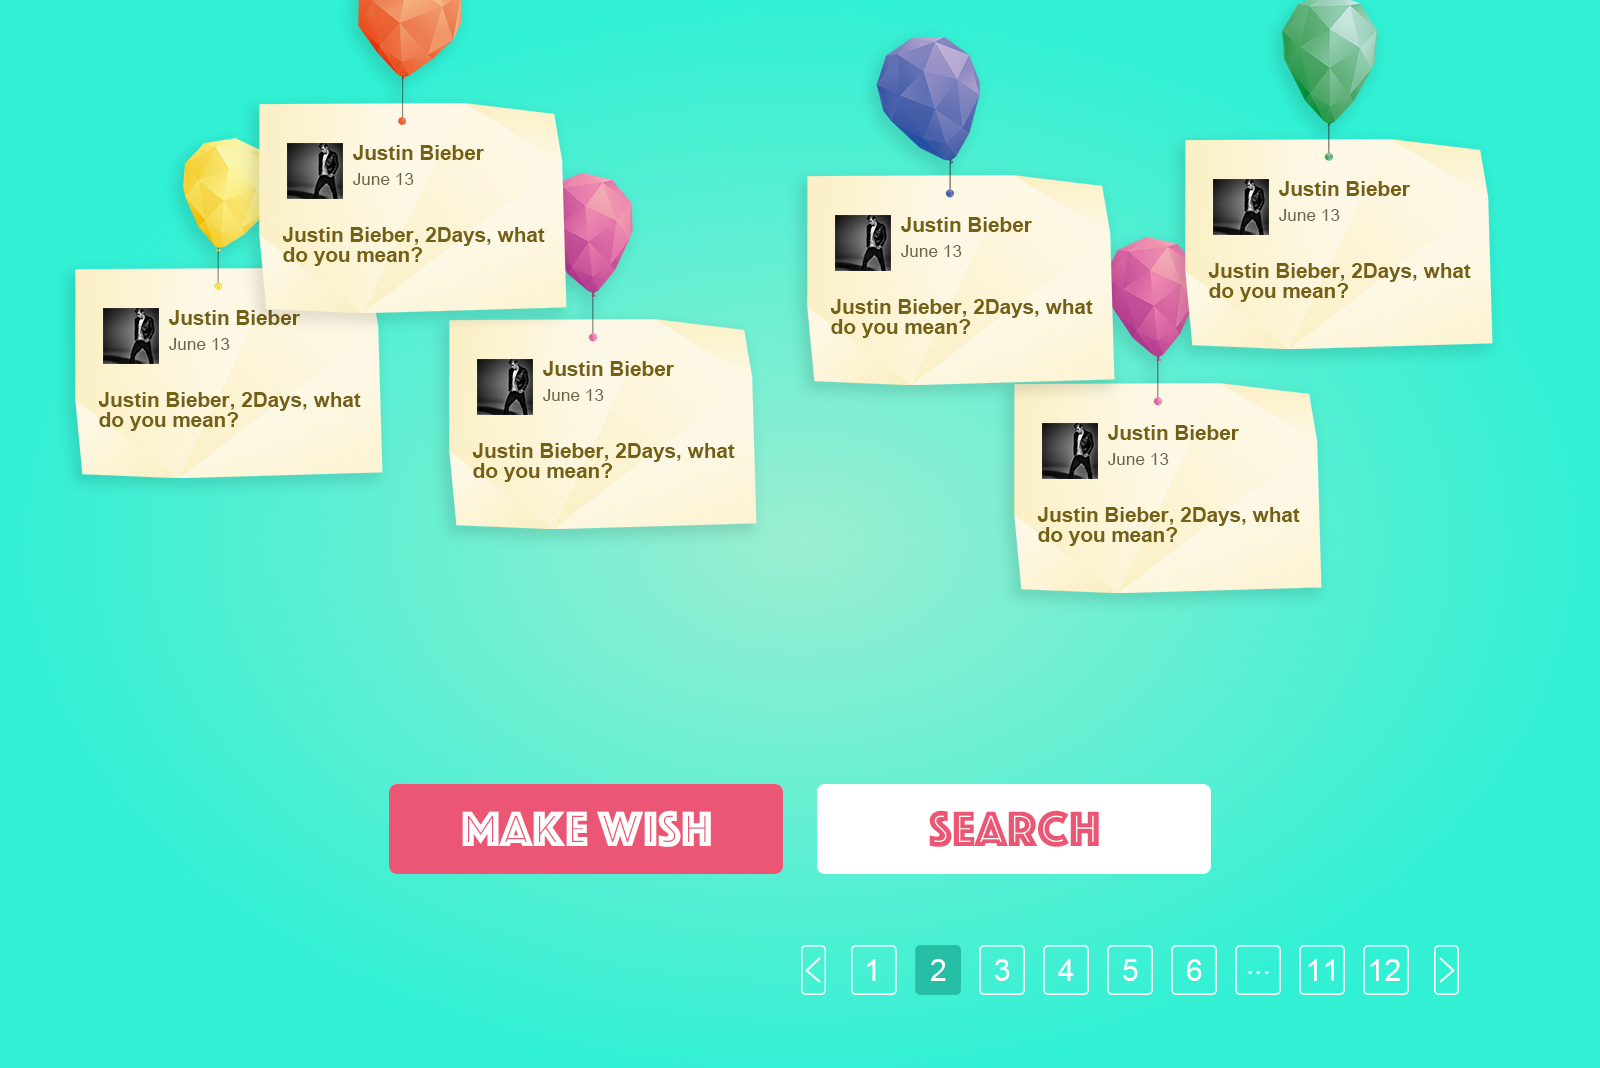 Justin Bieber
June 13
Justin Bieber, 2Days, what
do you mean?
Justin Bieber
June 13
Justin Bieber, 2Days, what
do you mean?
Justin Bieber
June 13
Justin Bieber, 2Days, what
do you mean?
Justin Bieber
June 13
Justin Bieber, 2Days, what
do you mean?
Justin Bieber
June 13
Justin Bieber, 2Days, what
do you mean?
Justin Bieber
June 13
Justin Bieber, 2Days, what
do you mean?
MAKE WISH
SEARCH
< 1 2 3 4 5 6 ... 11 12 >